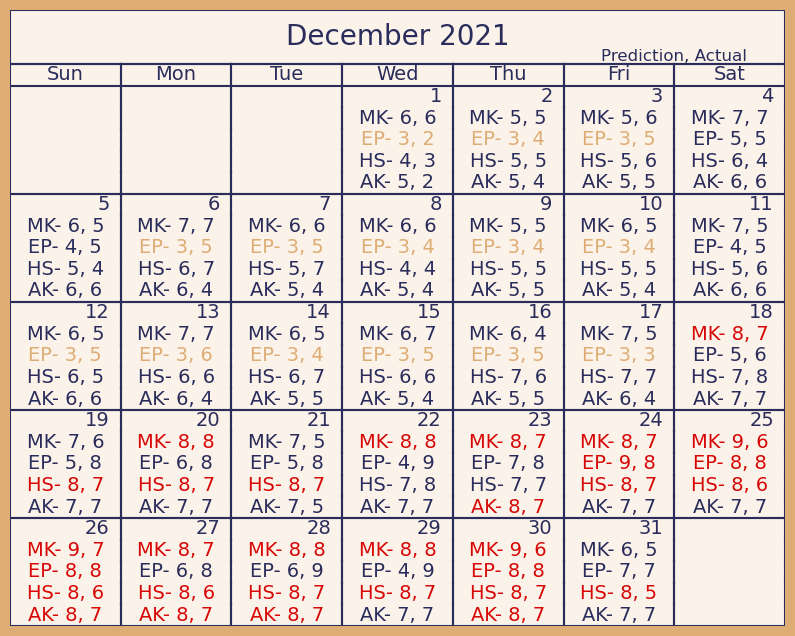 December 2021
Prediction, Actual
Sun Mon Tue Wed Thu Fri Sat
1 2 3 4
MK- 6, 6 MK- 5, 5 MK- 5, 6 MK- 7, 7
EP- 3, 2 EP- 3, 4 EP- 3, 5 EP- 5, 5
HS- 4, 3 HS- 5, 5 HS- 5, 6 HS- 6, 4
AK- 5, 2 AK- 5, 4 AK- 5, 5 AK- 6, 6
5 6 7 8 9 10 11
MK- 6, 5 MK- 7, 7 MK- 6, 6 MK- 6, 6 MK- 5, 5 MK- 6, 5 MK- 7, 5
EP- 4, 5 EP- 3, 5 EP- 3, 5 EP- 3, 4 EP- 3, 4 EP- 3, 4 EP- 4, 5
HS- 5, 4 HS- 6, 7 HS- 5, 7 HS- 4, 4 HS- 5, 5 HS- 5, 5 HS- 5, 6
AK- 6, 6 AK- 6, 4 AK- 5, 4 AK- 5, 4 AK- 5, 5 AK- 5, 4 AK- 6, 6
12 13 14 15 16 17 18
MK- 6, 5 MK- 7, 7 MK- 6, 5 MK- 6, 7 MK- 6, 4 MK- 7, 5 MK- 8, 7
EP- 3, 5 EP- 3, 6 EP- 3, 4 EP- 3, 5 EP- 3, 5 EP- 3, 3 EP- 5, 6
HS- 6, 5 HS- 6, 6 HS- 6, 7 HS- 6, 6 HS- 7, 6 HS- 7, 7 HS- 7, 8
AK- 6, 6 AK- 6, 4 AK- 5, 5 AK- 5, 4 AK- 5, 5 AK- 6, 4 AK- 7, 7
19 20 21 22 23 24 25
MK- 7, 6 MK- 8, 8 MK- 7, 5 MK- 8, 8 MK- 8, 7 MK- 8, 7 MK- 9, 6
EP- 5, 8 EP- 6, 8 EP- 5, 8 EP- 4, 9 EP- 7, 8 EP- 9, 8 EP- 8, 8
HS- 8, 7 HS- 8, 7 HS- 8, 7 HS- 7, 8 HS- 7, 7 HS- 8, 7 HS- 8, 6
AK- 7, 7 AK- 7, 7 AK- 7, 5 AK- 7, 7 AK- 8, 7 AK- 7, 7 AK- 7, 7
26 27 28 29 30 31
MK- 9, 7 MK- 8, 7 MK- 8, 8 MK- 8, 8 MK- 9, 6 MK- 6, 5
EP- 8, 8 EP- 6, 8 EP- 6, 9 EP- 4, 9 EP- 8, 8 EP- 7, 7
HS- 8, 6 HS- 8, 6 HS- 8, 7 HS- 8, 7 HS- 8, 7 HS- 8, 5
AK- 8, 7 AK- 8, 7 AK- 8, 7 AK- 7, 7 AK- 8, 7 AK- 7, 7